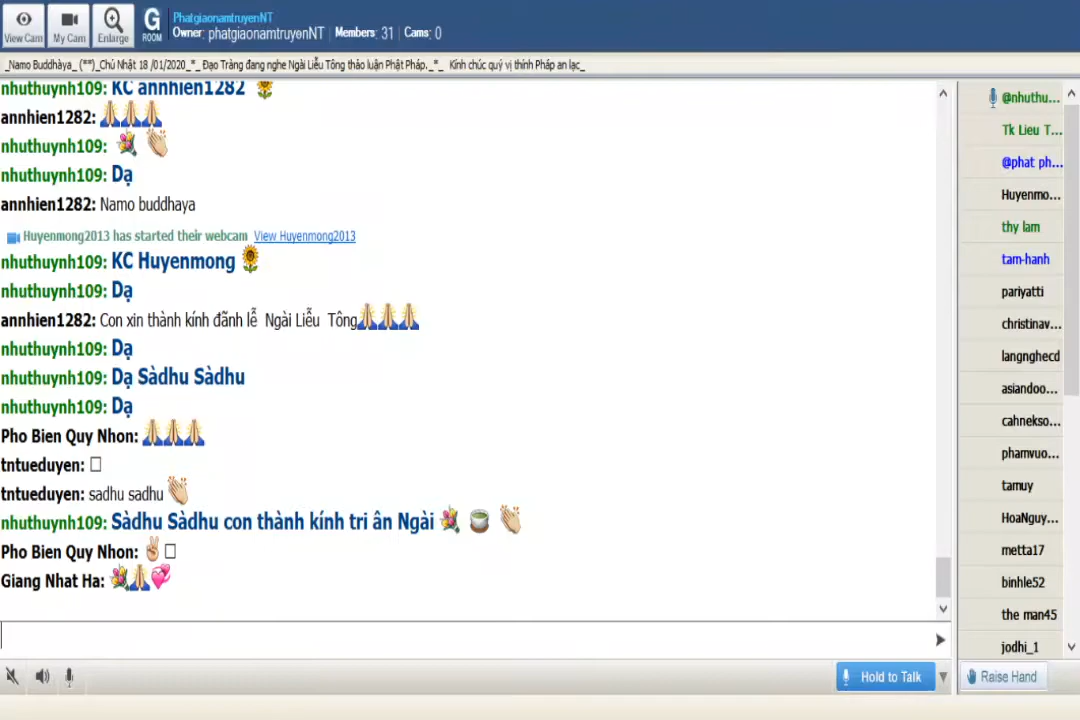 View Cam
My Cam
Enlarge
G
ROOM
PhatgiaonamtruyenNT
Owner: phatgiaonamtruyenNT | Members: 31 | Cams: 0
_Namo Buddhàya_ (**)_Chủ Nhật 18 /01/2020_*_ Đạo Tràng đang nghe Ngài Liễu Tông thảo luận Phật Pháp._*_ Kính chúc quý vị thính Pháp an lạc_
nhuthuynh109: KC annhien1282
annhien1282:
nhuthuynh109:
nhuthuynh109: Dạ
annhien1282: Namo buddhaya
Huyenmong2013 has started their webcam View Huyenmong2013
nhuthuynh109: KC Huyenmong
nhuthuynh109: Dạ
annhien1282: Con xin thành kính đãnh lễ Ngài Liễu Tông
nhuthuynh109: Dạ
nhuthuynh109: Dạ Sàdhu Sàdhu
nhuthuynh109: Dạ
Pho Bien Quy Nhon:
tntueduyen:
tntueduyen: sadhu sadhu
nhuthuynh109: Sàdhu Sàdhu con thành kính tri ân Ngài
Pho Bien Quy Nhon:
Giang Nhat Ha:
@nhuthu...
Tk Lieu T...
@phat ph...
Huyenmo...
thy lam
tam-hanh
pariyatti
christinav...
langnghecd
asiandoo...
cahnekso...
phamvuo...
tamuy
HoaNguy...
metta17
binhle52
the man45
jodhi_1
Hold to Talk
Raise Hand